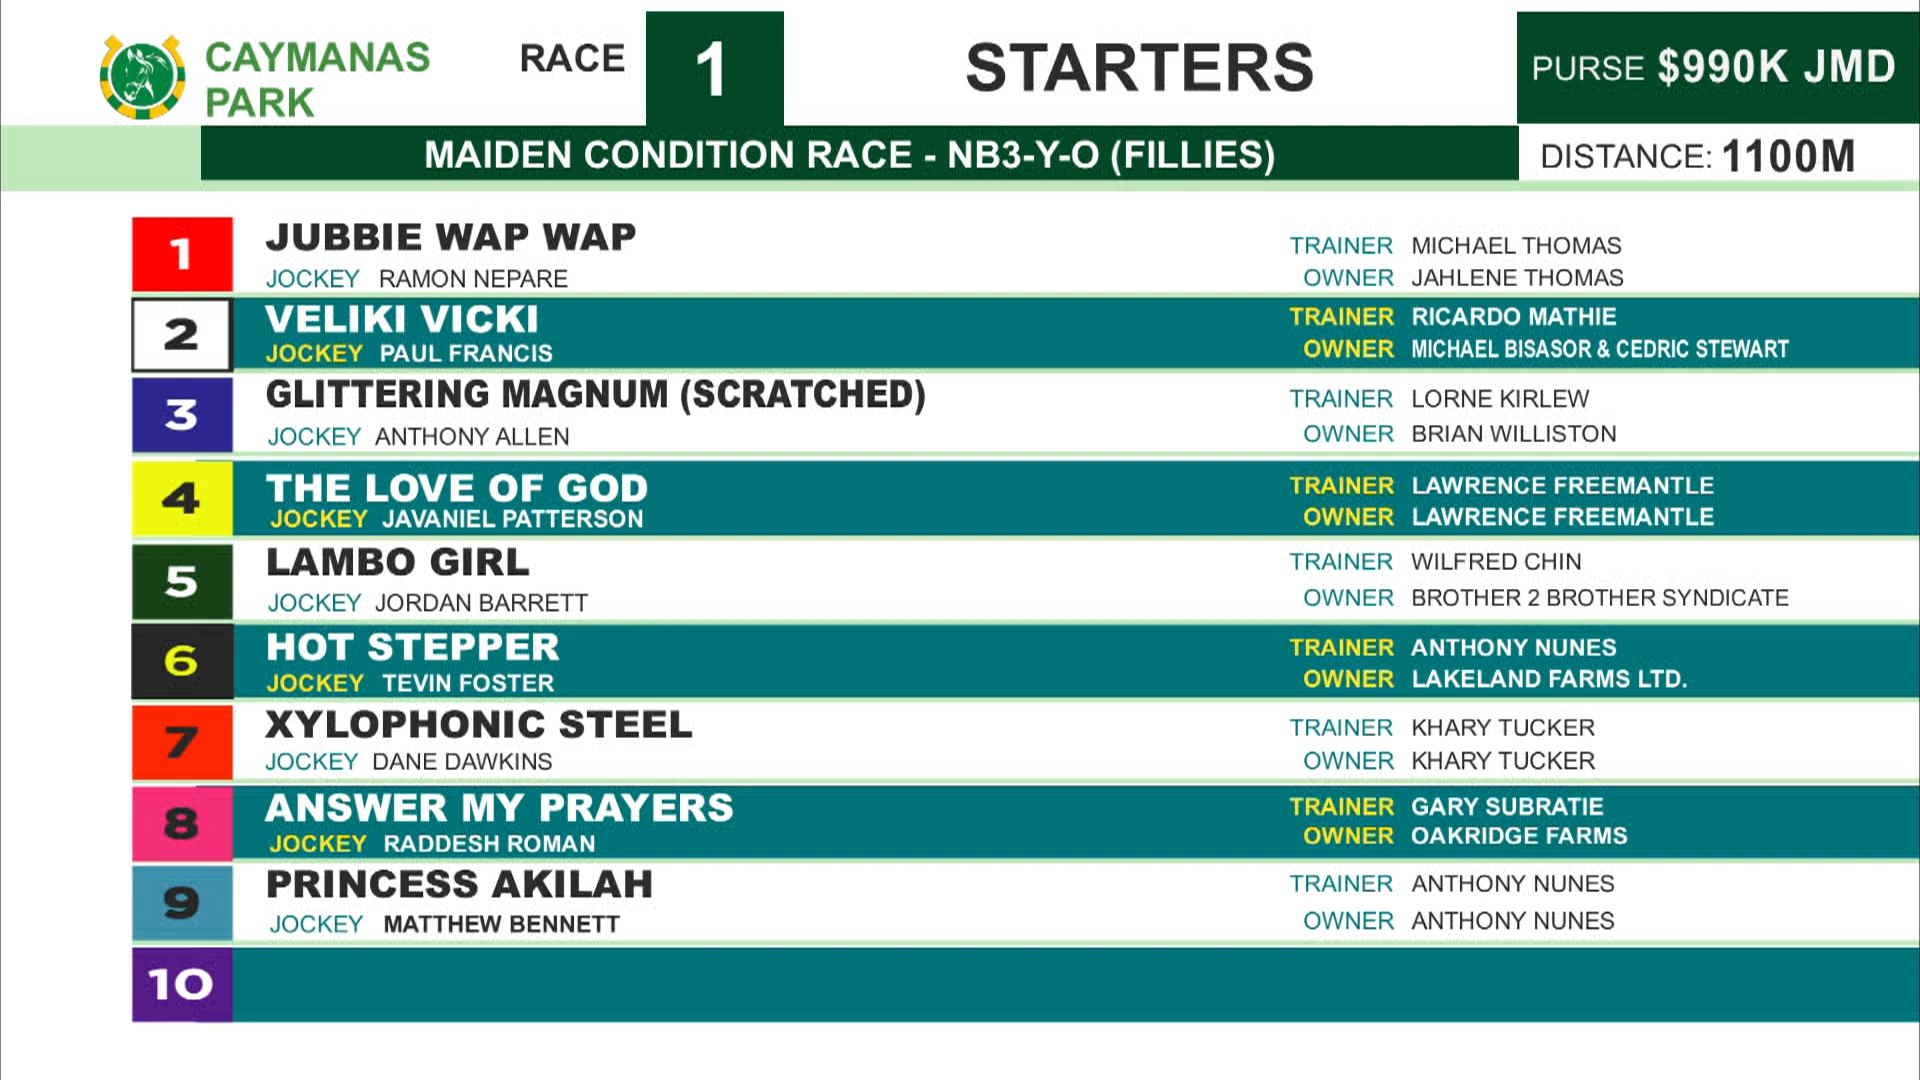 CAYMANAS PARK
RACE 1
STARTERS
PURSE $990K JMD
MAIDEN CONDITION RACE - NB3-Y-O (FILLIES)
DISTANCE: 1100M
1 JUBBIE WAP WAP
JOCKEY RAMON NEPARE
TRAINER MICHAEL THOMAS
OWNER JAHLENE THOMAS
2 VELIKI VICKI
JOCKEY PAUL FRANCIS
TRAINER RICARDO MATHIE
OWNER MICHAEL BISASOR & CEDRIC STEWART
3 GLITTERING MAGNUM (SCRATCHED)
JOCKEY ANTHONY ALLEN
TRAINER LORNE KIRLEW
OWNER BRIAN WILLISTON
4 THE LOVE OF GOD
JOCKEY JAVANIEL PATTERSON
TRAINER LAWRENCE FREEMANTLE
OWNER LAWRENCE FREEMANTLE
5 LAMBO GIRL
JOCKEY JORDAN BARRETT
TRAINER WILFRED CHIN
OWNER BROTHER 2 BROTHER SYNDICATE
6 HOT STEPPER
JOCKEY TEVIN FOSTER
TRAINER ANTHONY NUNES
OWNER LAKELAND FARMS LTD.
7 XYLOPHONIC STEEL
JOCKEY DANE DAWKINS
TRAINER KHARY TUCKER
OWNER KHARY TUCKER
8 ANSWER MY PRAYERS
JOCKEY RADDESH ROMAN
TRAINER GARY SUBRATIE
OWNER OAKRIDGE FARMS
9 PRINCESS AKILAH
JOCKEY MATTHEW BENNETT
TRAINER ANTHONY NUNES
OWNER ANTHONY NUNES
10